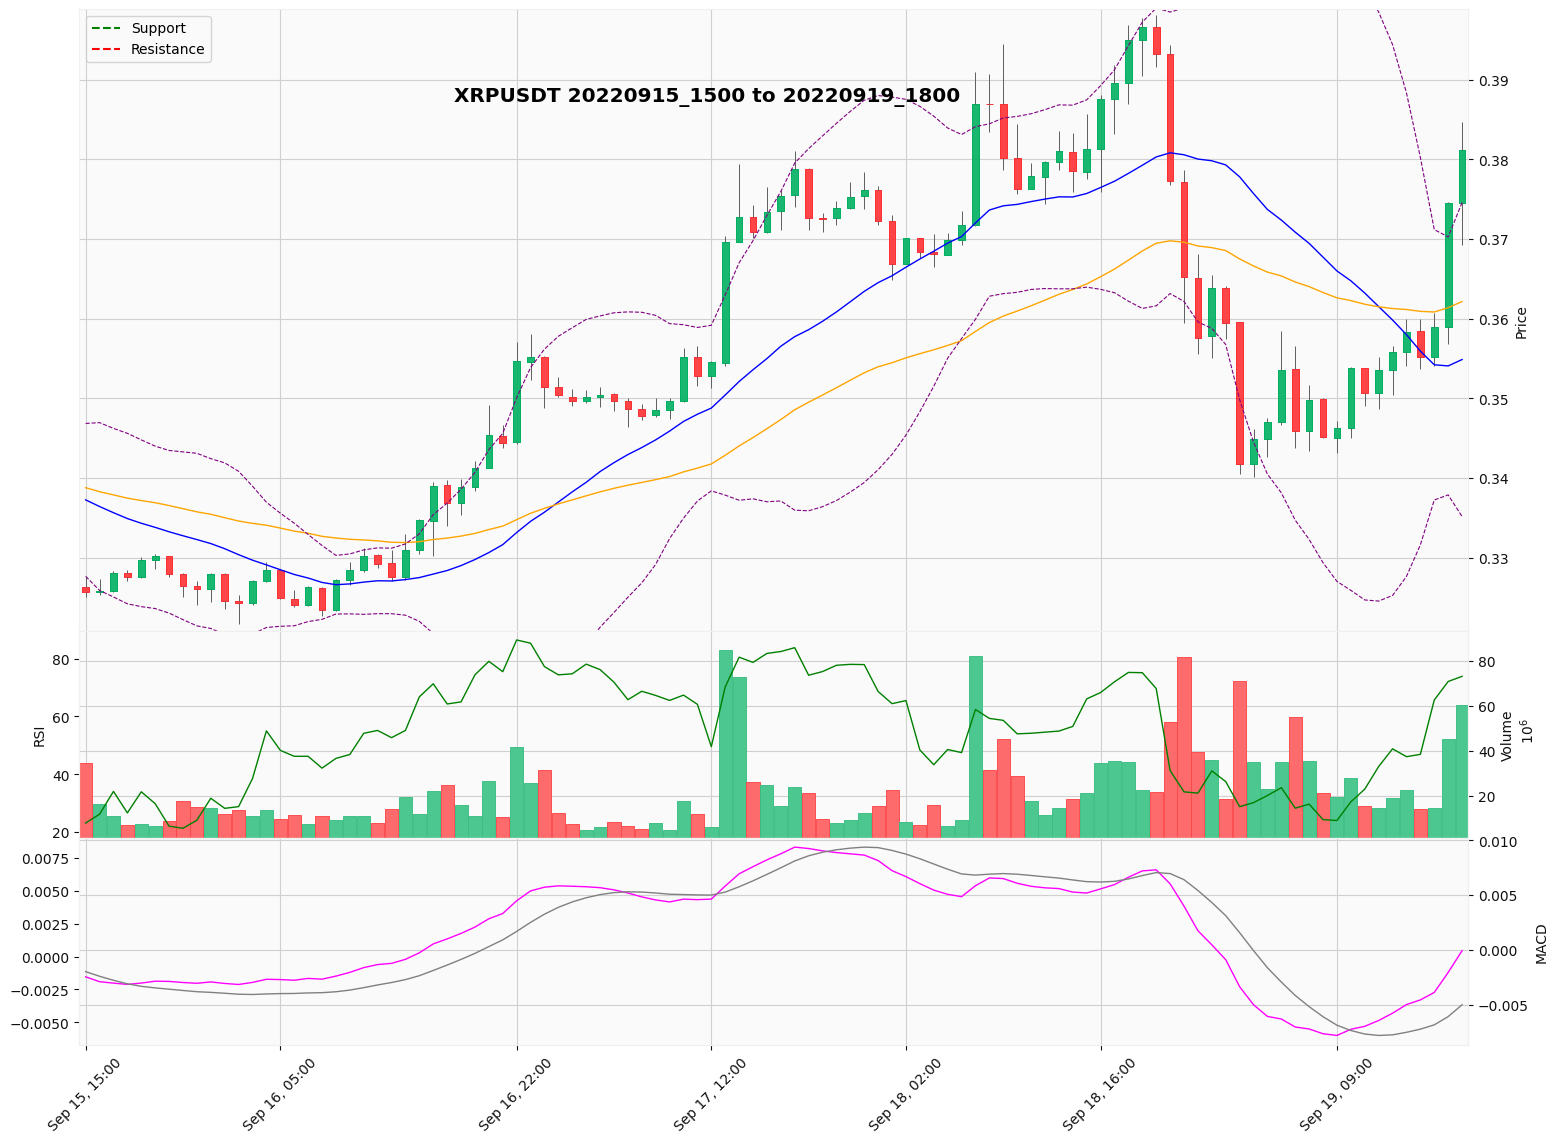 Support
Resistance
XRPUSDT 20220915_1500 to 20220919_1800
0.39
0.38
0.37
0.36
0.35
0.34
0.33
Price
80
60
40
20
RSI
80
60
40
20
Volume
10^6
0.0075
0.0050
0.0025
0.0000
−0.0025
−0.0050
0.010
0.005
0.000
−0.005
MACD
Sep 15, 15:00
Sep 16, 05:00
Sep 16, 22:00
Sep 17, 12:00
Sep 18, 02:00
Sep 18, 16:00
Sep 19, 09:00